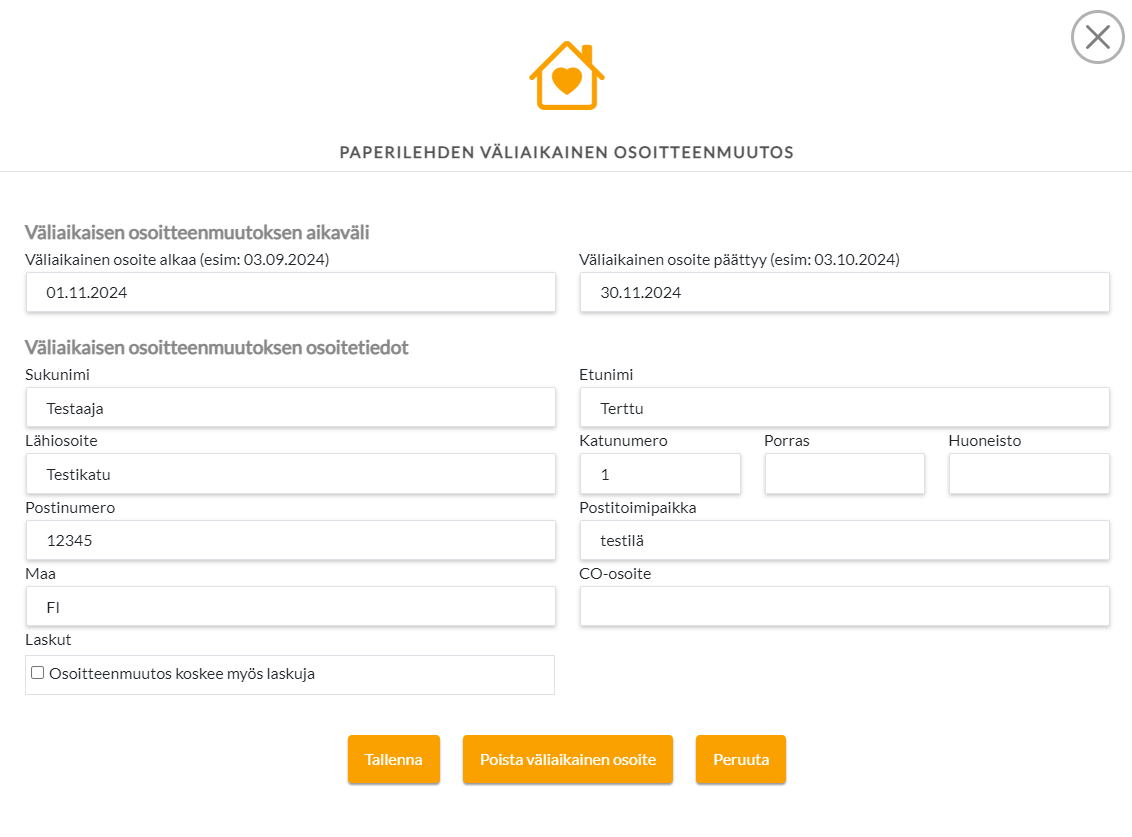 PAPERILEHDEN VÄLIAIKAINEN OSOITTEENMUUTOS
Väliaikaisen osoitteenmuutoksen aikaväli
Väliaikainen osoite alkaa (esim: 03.09.2024)
Väliaikainen osoite päättyy (esim: 03.10.2024)
01.11.2024
30.11.2024
Väliaikaisen osoitteenmuutoksen osoitetiedot
Sukunimi
Etunimi
Testaaja
Terttu
Lähiosoite
Katunumero
Porras
Huoneisto
Testikatu
1
Postinumero
Postitoimipaikka
12345
testilä
Maa
CO-osoite
FI
Laskut
Osoitteenmuutos koskee myös laskuja
Tallenna
Poista väliaikainen osoite
Peruuta